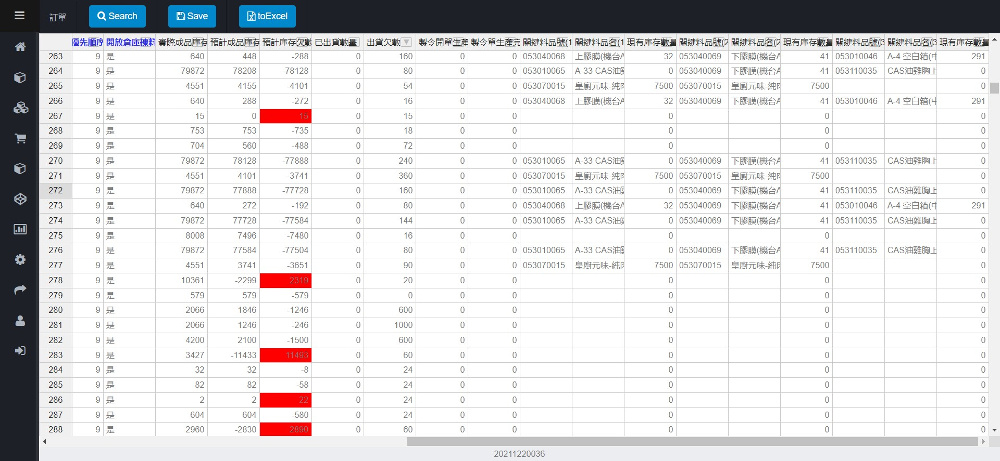 訂單 Search Save toExcel
優先順序 開放倉庫揀料 實際成品庫存 預計成品庫存 預計庫存欠數 已出貨數量 出貨欠數 製令開單生產 製令單生產完 關鍵料品號(1 關鍵料品名(1 現有庫存數量 關鍵料品號(2 關鍵料品名(2 現有庫存數量 關鍵料品號(3 關鍵料品名(3 現有庫存數量
263 9 是 640 448 -288 0 160 0 0 053040068 上膠膜(機台A 32 053040069 下膠膜(機台A 41 053010046 A-4 空白箱(中 291
264 9 是 79872 78208 -78128 0 80 0 0 053010065 A-33 CAS油雞 0 053040069 下膠膜(機台A 41 053110035 CAS油雞胸上 0
265 9 是 4551 4155 -4101 0 54 0 0 053070015 皇廚元味-純肉 7500 053070015 皇廚元味-純肉 7500 0
266 9 是 640 288 -272 0 16 0 0 053040068 上膠膜(機台A 32 053040069 下膠膜(機台A 41 053010046 A-4 空白箱(中 291
267 9 是 15 0 15 0 15 0 0 0 0 0
268 9 是 753 753 -735 0 18 0 0 0 0 0
269 9 是 704 560 -488 0 72 0 0 0 0 0
270 9 是 79872 78128 -77888 0 240 0 0 053010065 A-33 CAS油雞 0 053040069 下膠膜(機台A 41 053110035 CAS油雞胸上 0
271 9 是 4551 4101 -3741 0 360 0 0 053070015 皇廚元味-純肉 7500 053070015 皇廚元味-純肉 7500 0
272 9 是 79872 77888 -77728 0 160 0 0 053010065 A-33 CAS油雞 0 053040069 下膠膜(機台A 41 053110035 CAS油雞胸上 0
273 9 是 640 272 -192 0 80 0 0 053040068 上膠膜(機台A 32 053040069 下膠膜(機台A 41 053010046 A-4 空白箱(中 291
274 9 是 79872 77728 -77584 0 144 0 0 053010065 A-33 CAS油雞 0 053040069 下膠膜(機台A 41 053110035 CAS油雞胸上 0
275 9 是 8008 7496 -7480 0 16 0 0 0 0 0
276 9 是 79872 77584 -77504 0 80 0 0 053010065 A-33 CAS油雞 0 053040069 下膠膜(機台A 41 053110035 CAS油雞胸上 0
277 9 是 4551 3741 -3651 0 90 0 0 053070015 皇廚元味-純肉 7500 053070015 皇廚元味-純肉 7500 0
278 9 是 10361 -2299 2319 0 20 0 0 0 0 0
279 9 是 579 579 -579 0 0 0 0 0 0 0
280 9 是 2066 1846 -1246 0 600 0 0 0 0 0
281 9 是 2066 1246 -246 0 1000 0 0 0 0 0
282 9 是 4200 2100 -1500 0 600 0 0 0 0 0
283 9 是 3427 -11433 11493 0 60 0 0 0 0 0
284 9 是 32 32 -8 0 24 0 0 0 0 0
285 9 是 82 82 -58 0 24 0 0 0 0 0
286 9 是 2 2 22 0 24 0 0 0 0 0
287 9 是 604 604 -580 0 24 0 0 0 0 0
288 9 是 2960 -2830 2890 0 60 0 0 0 0 0
20211220036